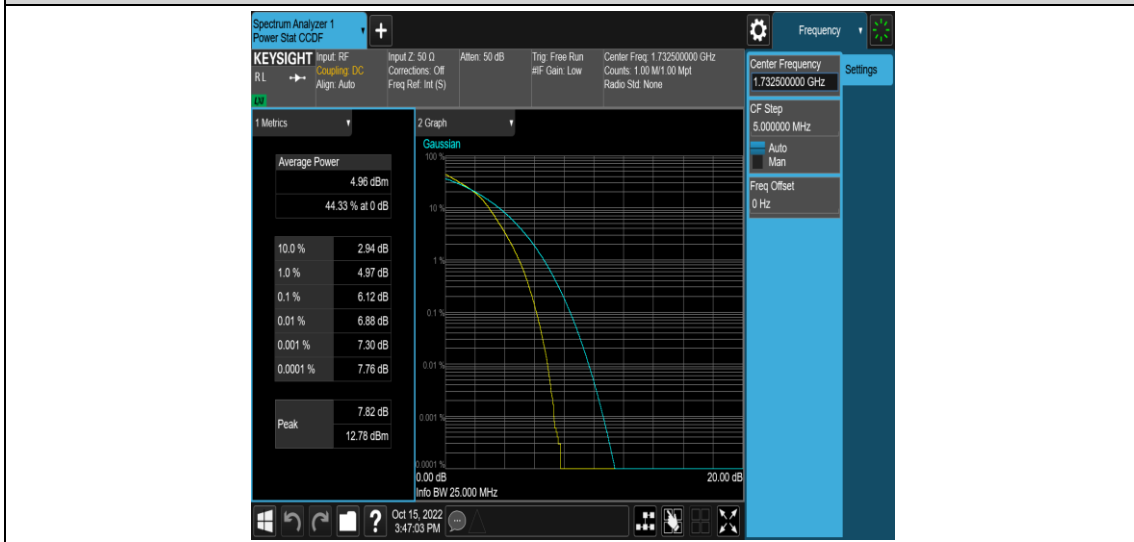 Spectrum Analyzer 1
Power Stat CCDF
Frequency
KEYSIGHT
RL
Input: RF
Coupling: DC
Align: Auto
Input Z: 50 Ω
Corrections: Off
Freq Ref: Int (S)
Atten: 50 dB
Trig: Free Run
#IF Gain: Low
Center Freq: 1.732500000 GHz
Counts: 1.00 M/1.00 Mpt
Radio Std: None
Center Frequency
1.732500000 GHz
Settings
CF Step
5.000000 MHz
Auto
Man
Freq Offset
0 Hz
1 Metrics
Average Power
4.96 dBm
44.33 % at 0 dB
10.0 % 2.94 dB
1.0 % 4.97 dB
0.1 % 6.12 dB
0.01 % 6.88 dB
0.001 % 7.30 dB
0.0001 % 7.76 dB
Peak
7.82 dB
12.78 dBm
2 Graph
Gaussian
100 %
10 %
1 %
0.1 %
0.01 %
0.001 %
0.0001 %
0.00 dB
20.00 dB
Info BW 25.000 MHz
?
Oct 15, 2022
3:47:03 PM